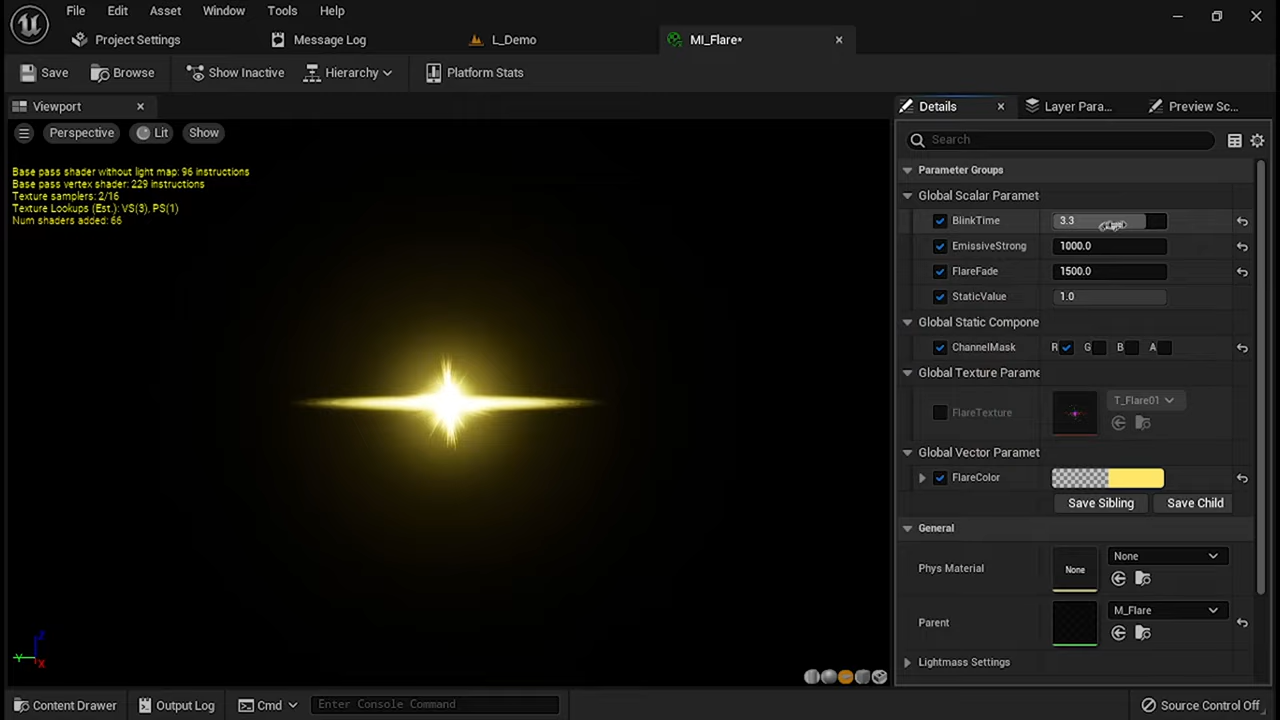 File Edit Asset Window Tools Help
Project Settings Message Log L_Demo MI_Flare*
Save Browse Show Inactive Hierarchy Platform Stats
Viewport Details Layer Para... Preview Sc...
Perspective Lit Show Search
Base pass shader without light map: 96 instructions
Base pass vertex shader: 229 instructions
Texture samplers: 2/16
Texture Lookups (Est.): VS(3), PS(1)
Num shaders added: 66
Parameter Groups
Global Scalar Paramet
BlinkTime 3.3
EmissiveStrong 1000.0
FlareFade 1500.0
StaticValue 1.0
Global Static Compone
ChannelMask R G B A
Global Texture Parame
FlareTexture T_Flare01
Global Vector Paramet
FlareColor
Save Sibling Save Child
General
Phys Material None None
Parent M_Flare
Lightmass Settings
Y X
Content Drawer Output Log Cmd Enter Console Command Source Control Off